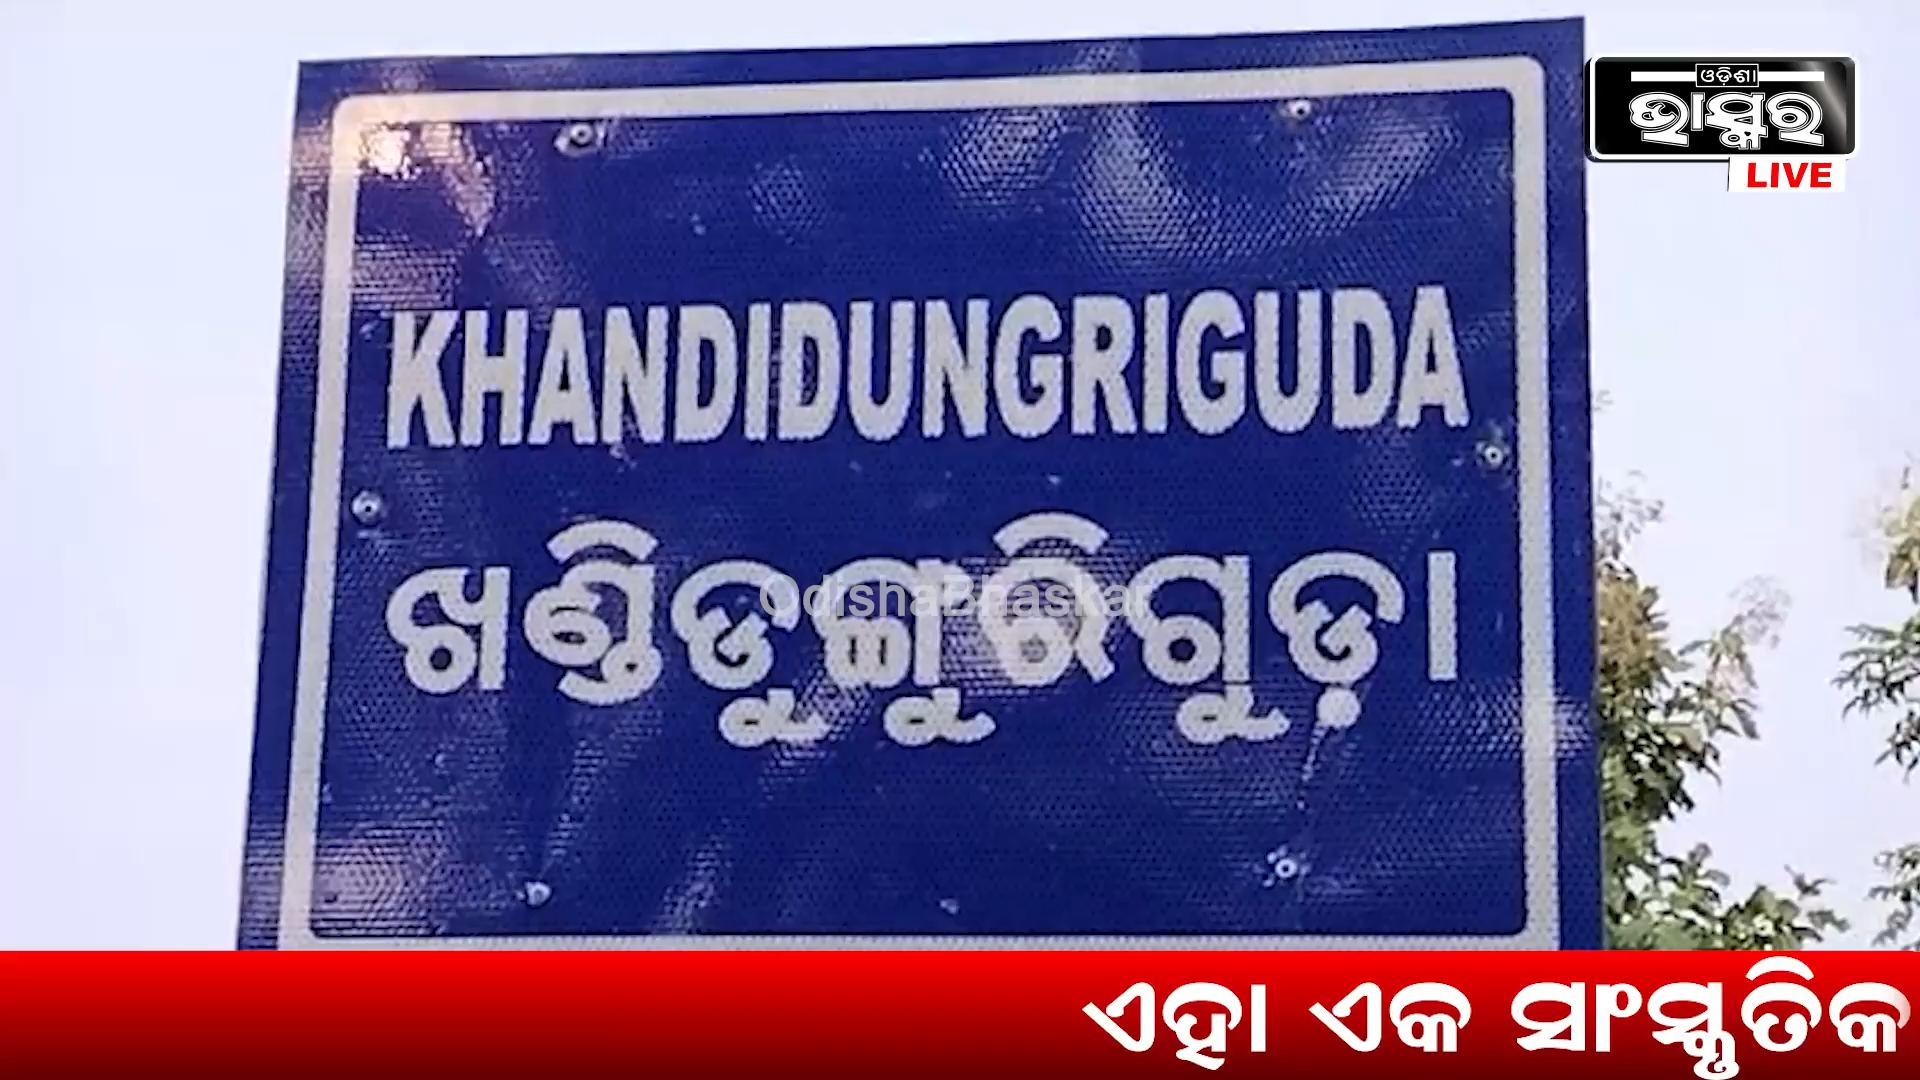 ଓଡ଼ିଶା
ଭାସ୍କର
LIVE
KHANDIDUNGRIGUDA
ଖଣ୍ଡିଡୁଙ୍ଗୁରିଗୁଡ଼ା
OdishaBhaskar
ଏହା ଏକ ସାଂସ୍କୃତିକ